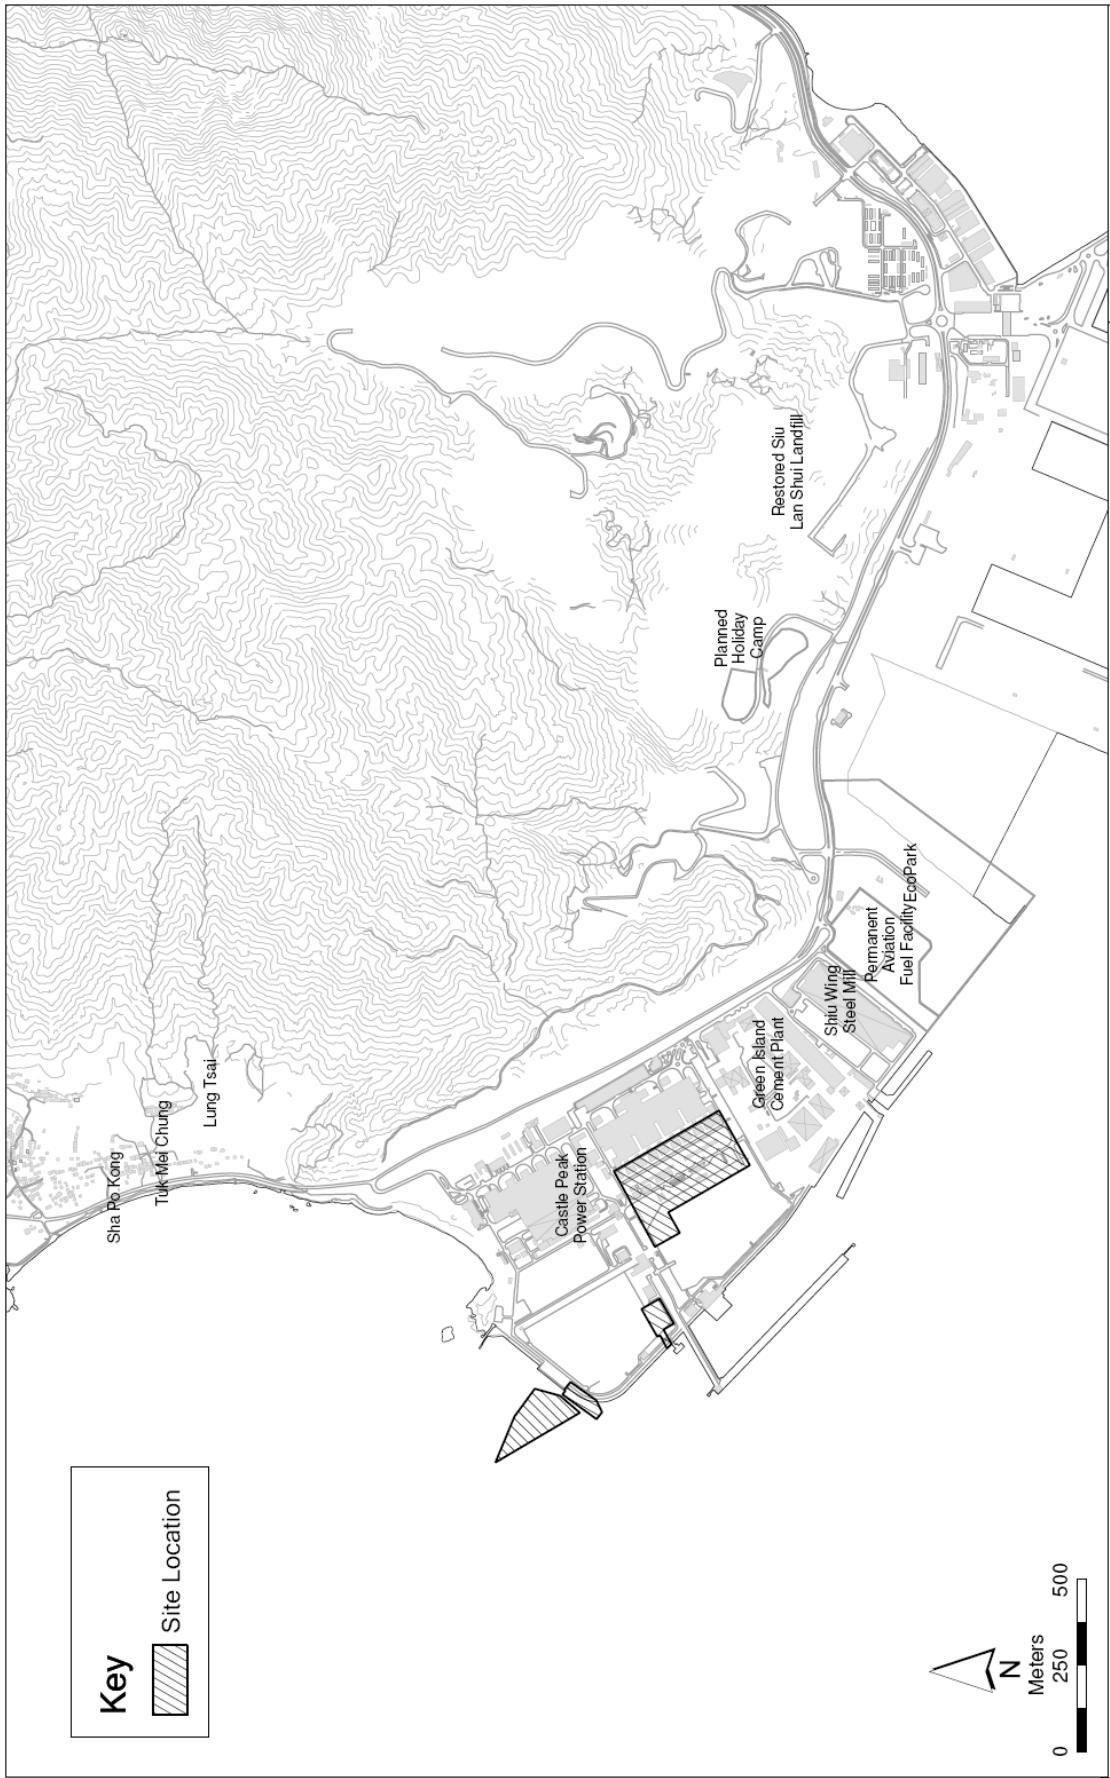 Key
Site Location
Sha Po Kong
Tuk Mei Chung
Lung Tsai
Castle Peak
Power Station
Green Island
Cement Plant
Shiu Wing
Steel Mill
Permanent
Aviation
Fuel Facility
EcoPark
Planned
Holiday
Camp
Restored Siu
Lan Shui Landfill
N
Meters
0
250
500